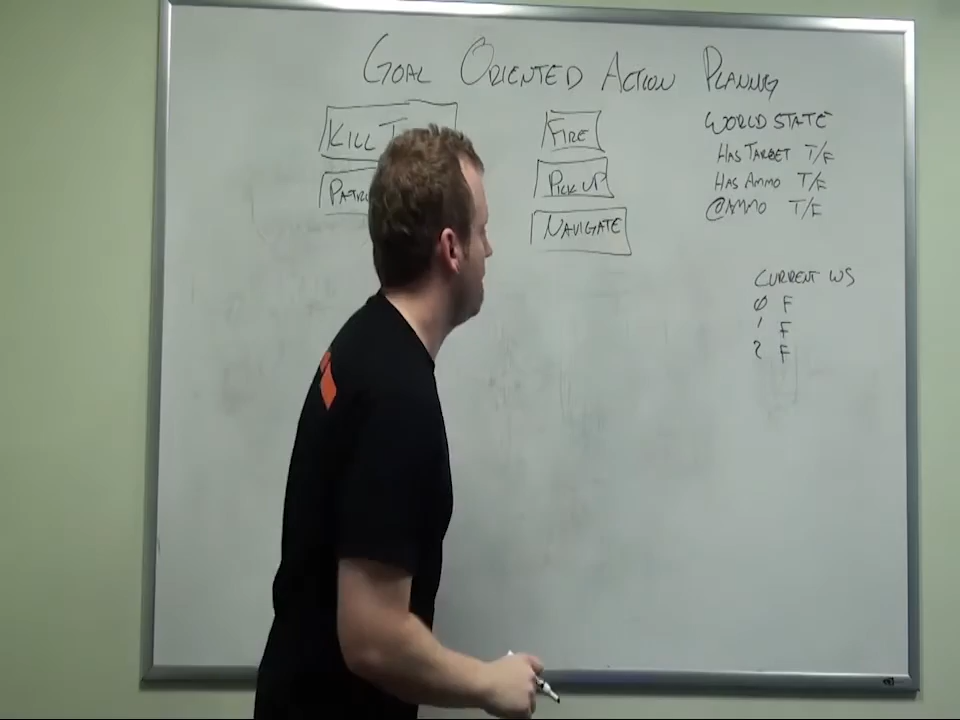 GOAL ORIENTED ACTION PLANNING
KILL
FIRE
PICK UP
NAVIGATE
WORLD STATE
HAS TARGET T/F
HAS AMMO T/F
@AMMO T/F
CURRENT WS
0 F
1 F
2 F